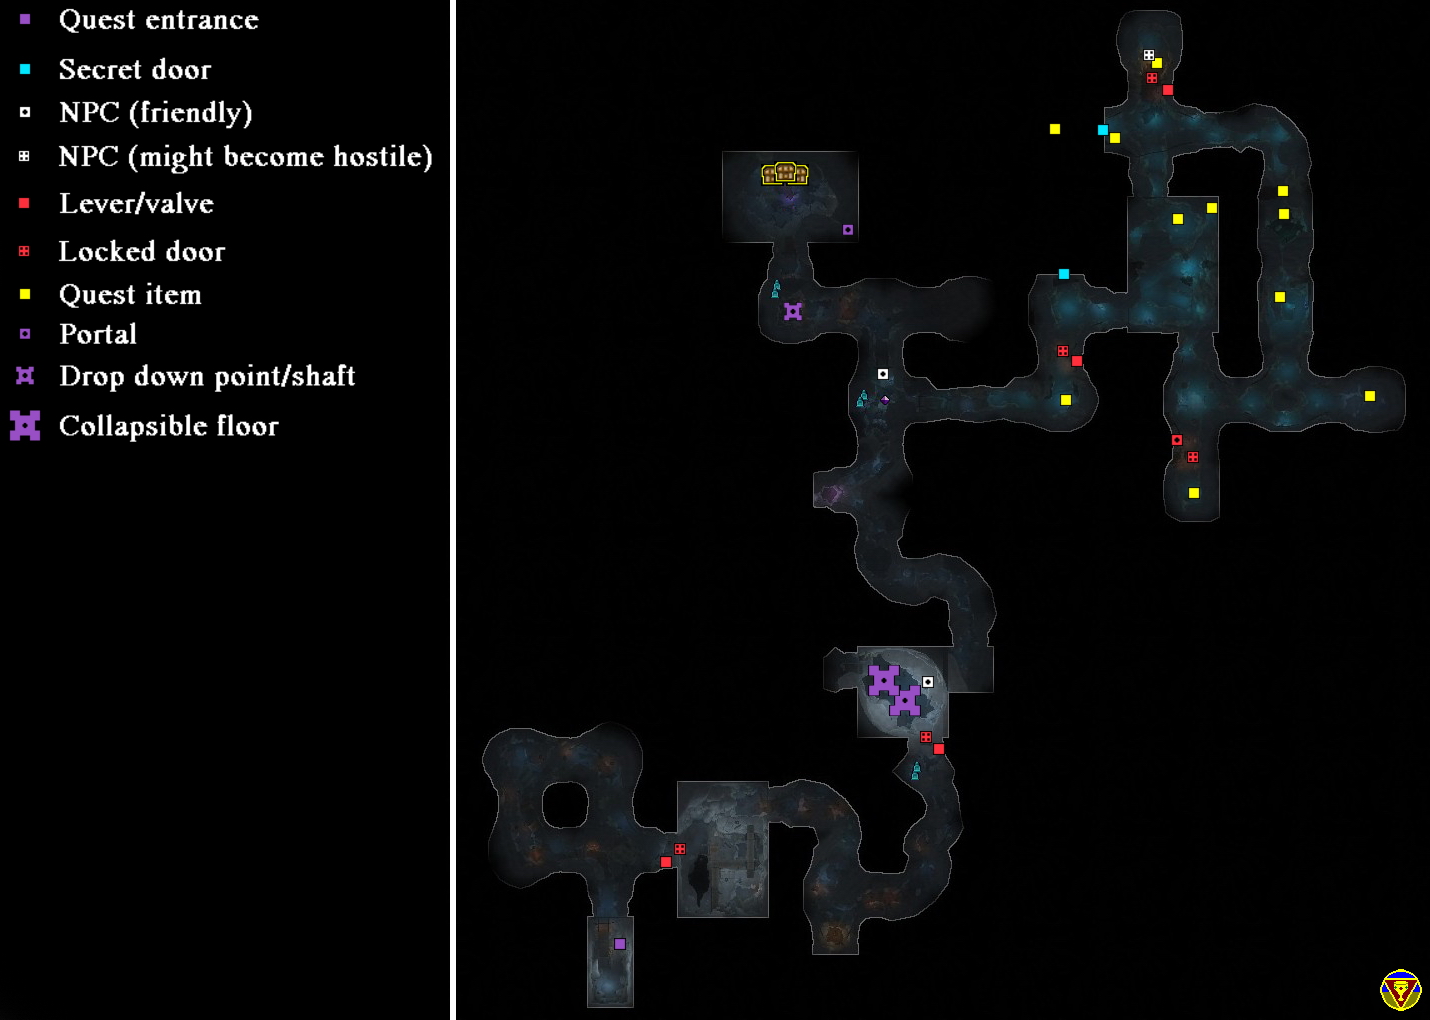 Quest entrance
Secret door
NPC (friendly)
NPC (might become hostile)
Lever/valve
Locked door
Quest item
Portal
Drop down point/shaft
Collapsible floor